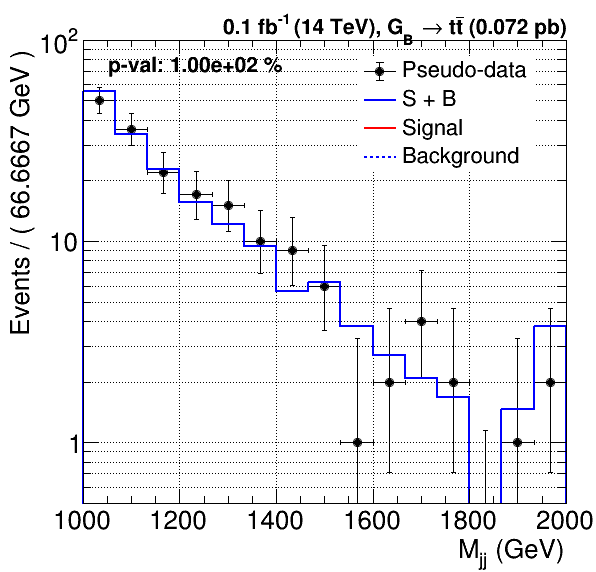 0.1 fb⁻¹ (14 TeV), G_B → tt̄ (0.072 pb)
p-val: 1.00e+02 %
Pseudo-data
S + B
Signal
Background
Events / ( 66.6667 GeV )
10²
10
1
1000 1200 1400 1600 1800 2000
M_jj (GeV)